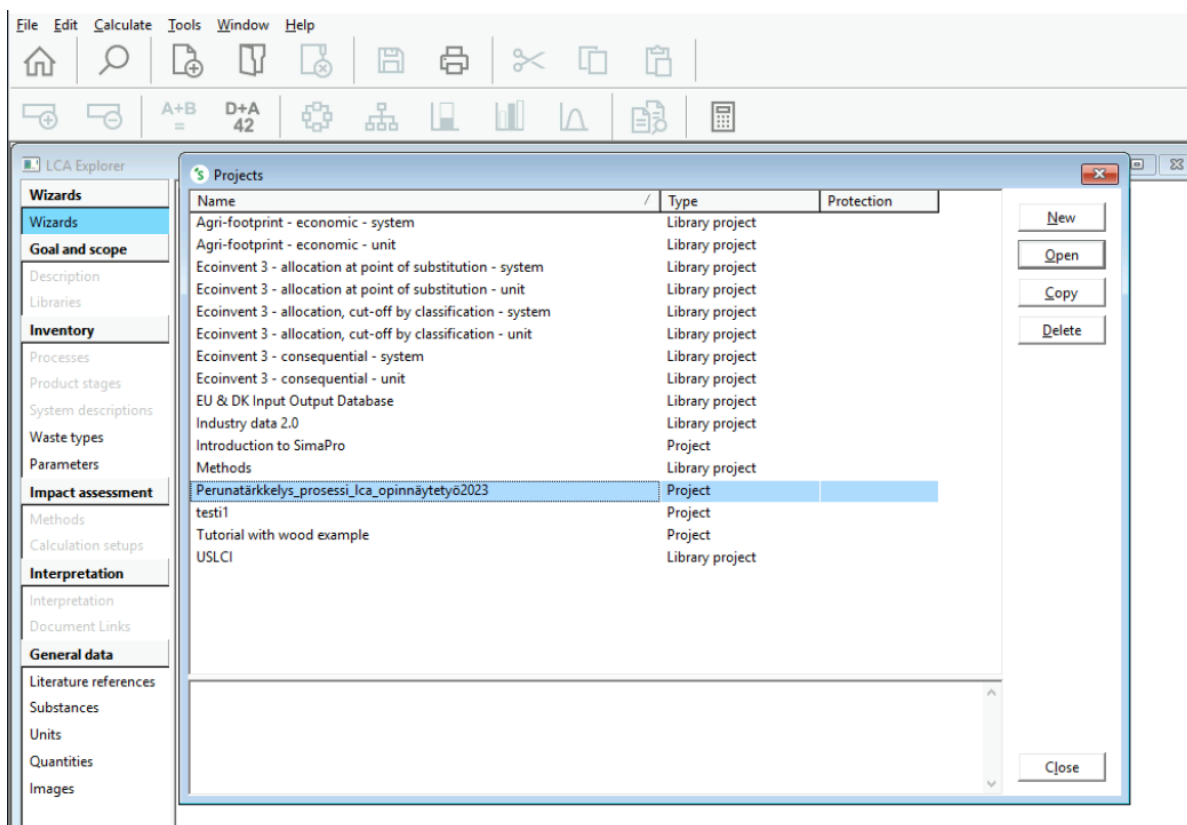 File Edit Calculate Tools Window Help
A+B
=
D+A
42
LCA Explorer
Wizards
Wizards
Goal and scope
Description
Libraries
Inventory
Processes
Product stages
System descriptions
Waste types
Parameters
Impact assessment
Methods
Calculation setups
Interpretation
Interpretation
Document Links
General data
Literature references
Substances
Units
Quantities
Images
S Projects
Name / Type Protection
Agri-footprint - economic - system Library project
Agri-footprint - economic - unit Library project
Ecoinvent 3 - allocation at point of substitution - system Library project
Ecoinvent 3 - allocation at point of substitution - unit Library project
Ecoinvent 3 - allocation, cut-off by classification - system Library project
Ecoinvent 3 - allocation, cut-off by classification - unit Library project
Ecoinvent 3 - consequential - system Library project
Ecoinvent 3 - consequential - unit Library project
EU & DK Input Output Database Library project
Industry data 2.0 Library project
Introduction to SimaPro Project
Methods Library project
Perunatärkkelys_prosessi_lca_opinnäytetyö2023 Project
testi1 Project
Tutorial with wood example Project
USLCI Library project
New
Open
Copy
Delete
Close